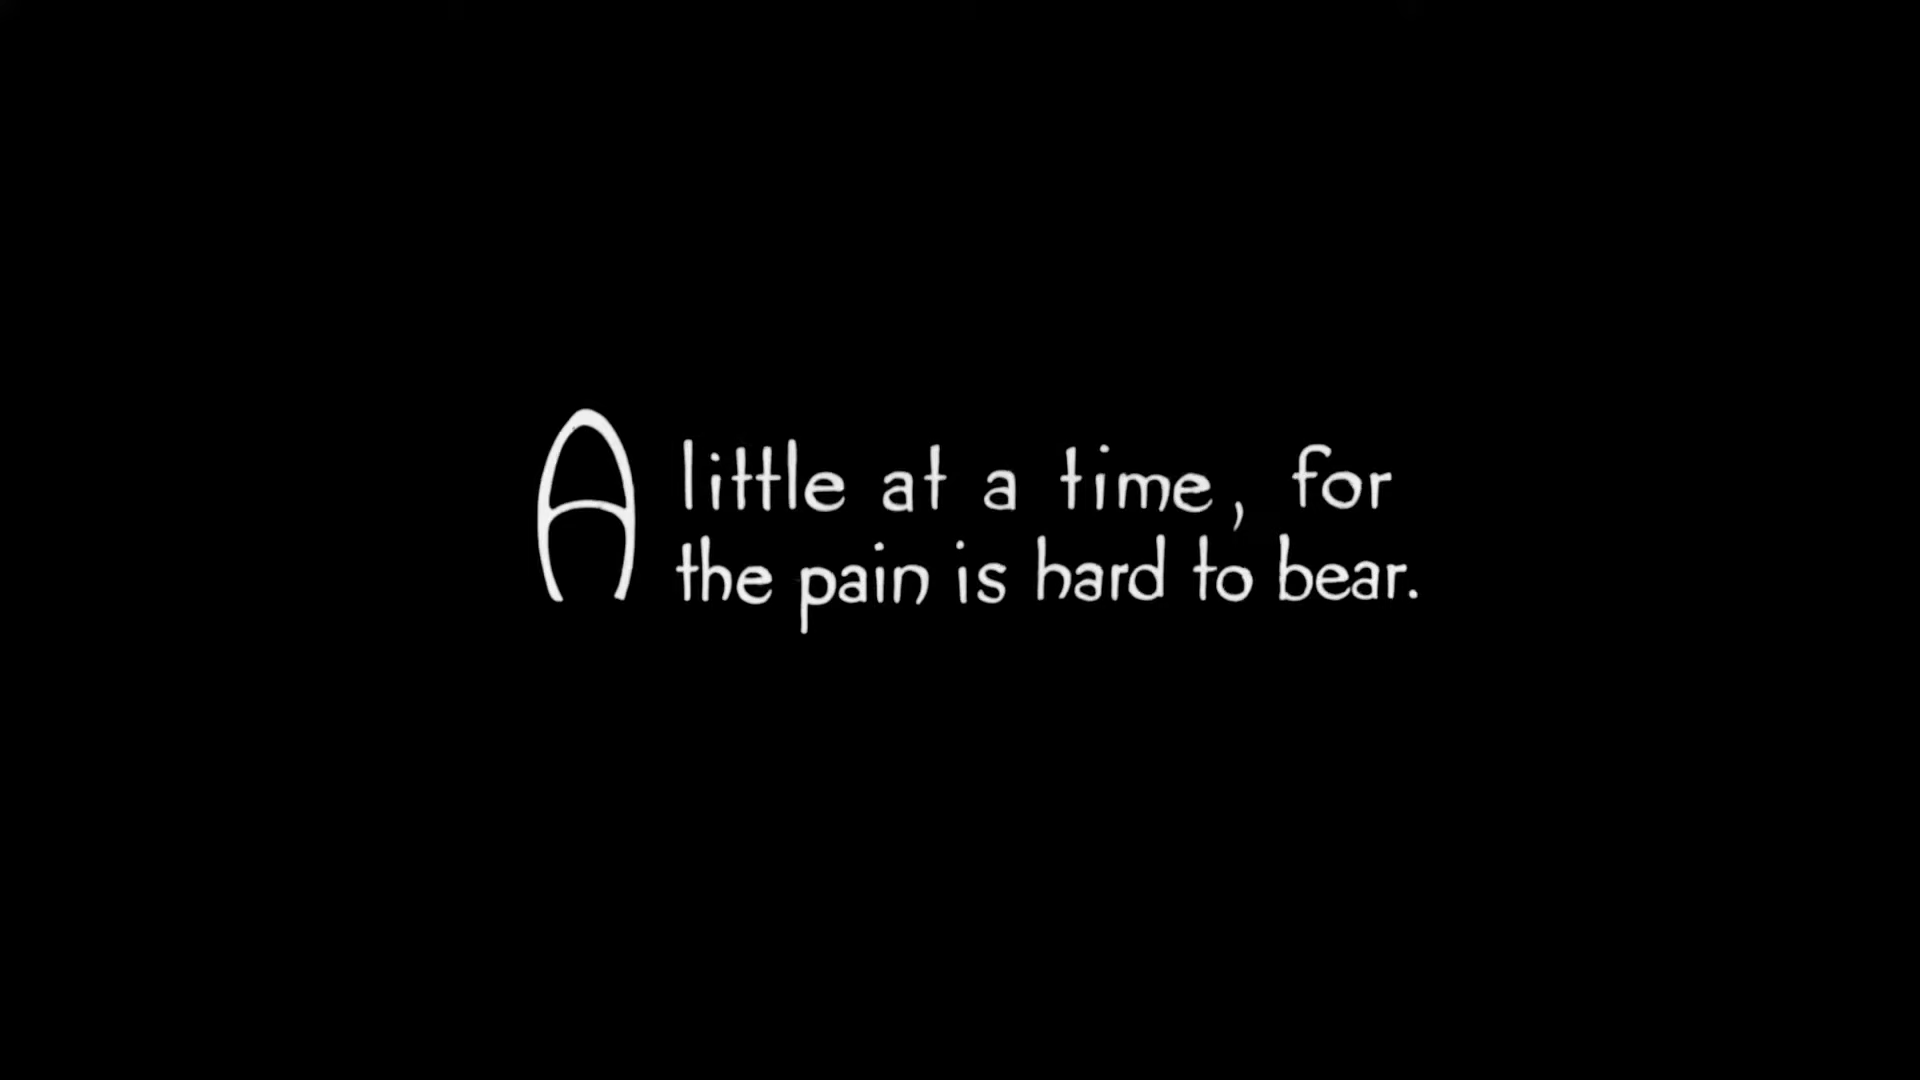 A little at a time, for
the pain is hard to bear.